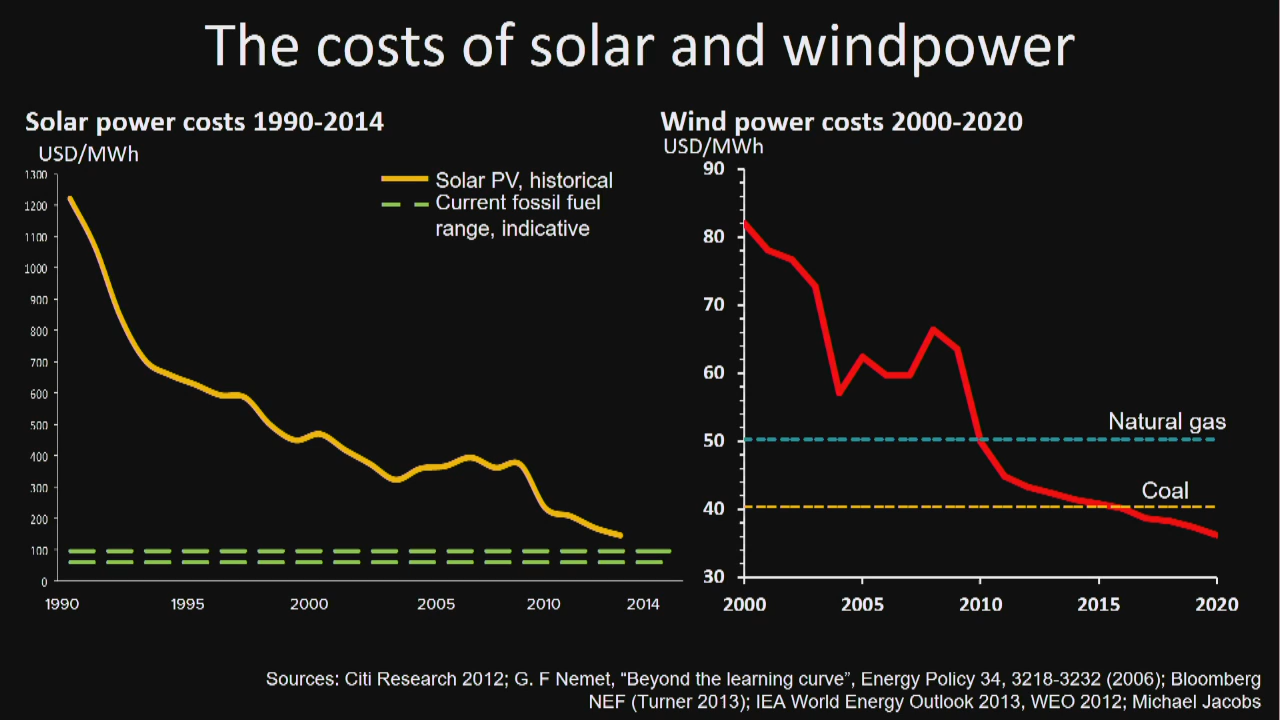 The costs of solar and windpower
Solar power costs 1990-2014
USD/MWh
Solar PV, historical
Current fossil fuel
range, indicative
1300
1200
1100
1000
900
800
700
600
500
400
300
200
100
0
1990 1995 2000 2005 2010 2014
Wind power costs 2000-2020
USD/MWh
90
80
70
60
50
40
30
Natural gas
Coal
2000 2005 2010 2015 2020
Sources: Citi Research 2012; G. F Nemet, “Beyond the learning curve”, Energy Policy 34, 3218-3232 (2006); Bloomberg
NEF (Turner 2013); IEA World Energy Outlook 2013, WEO 2012; Michael Jacobs